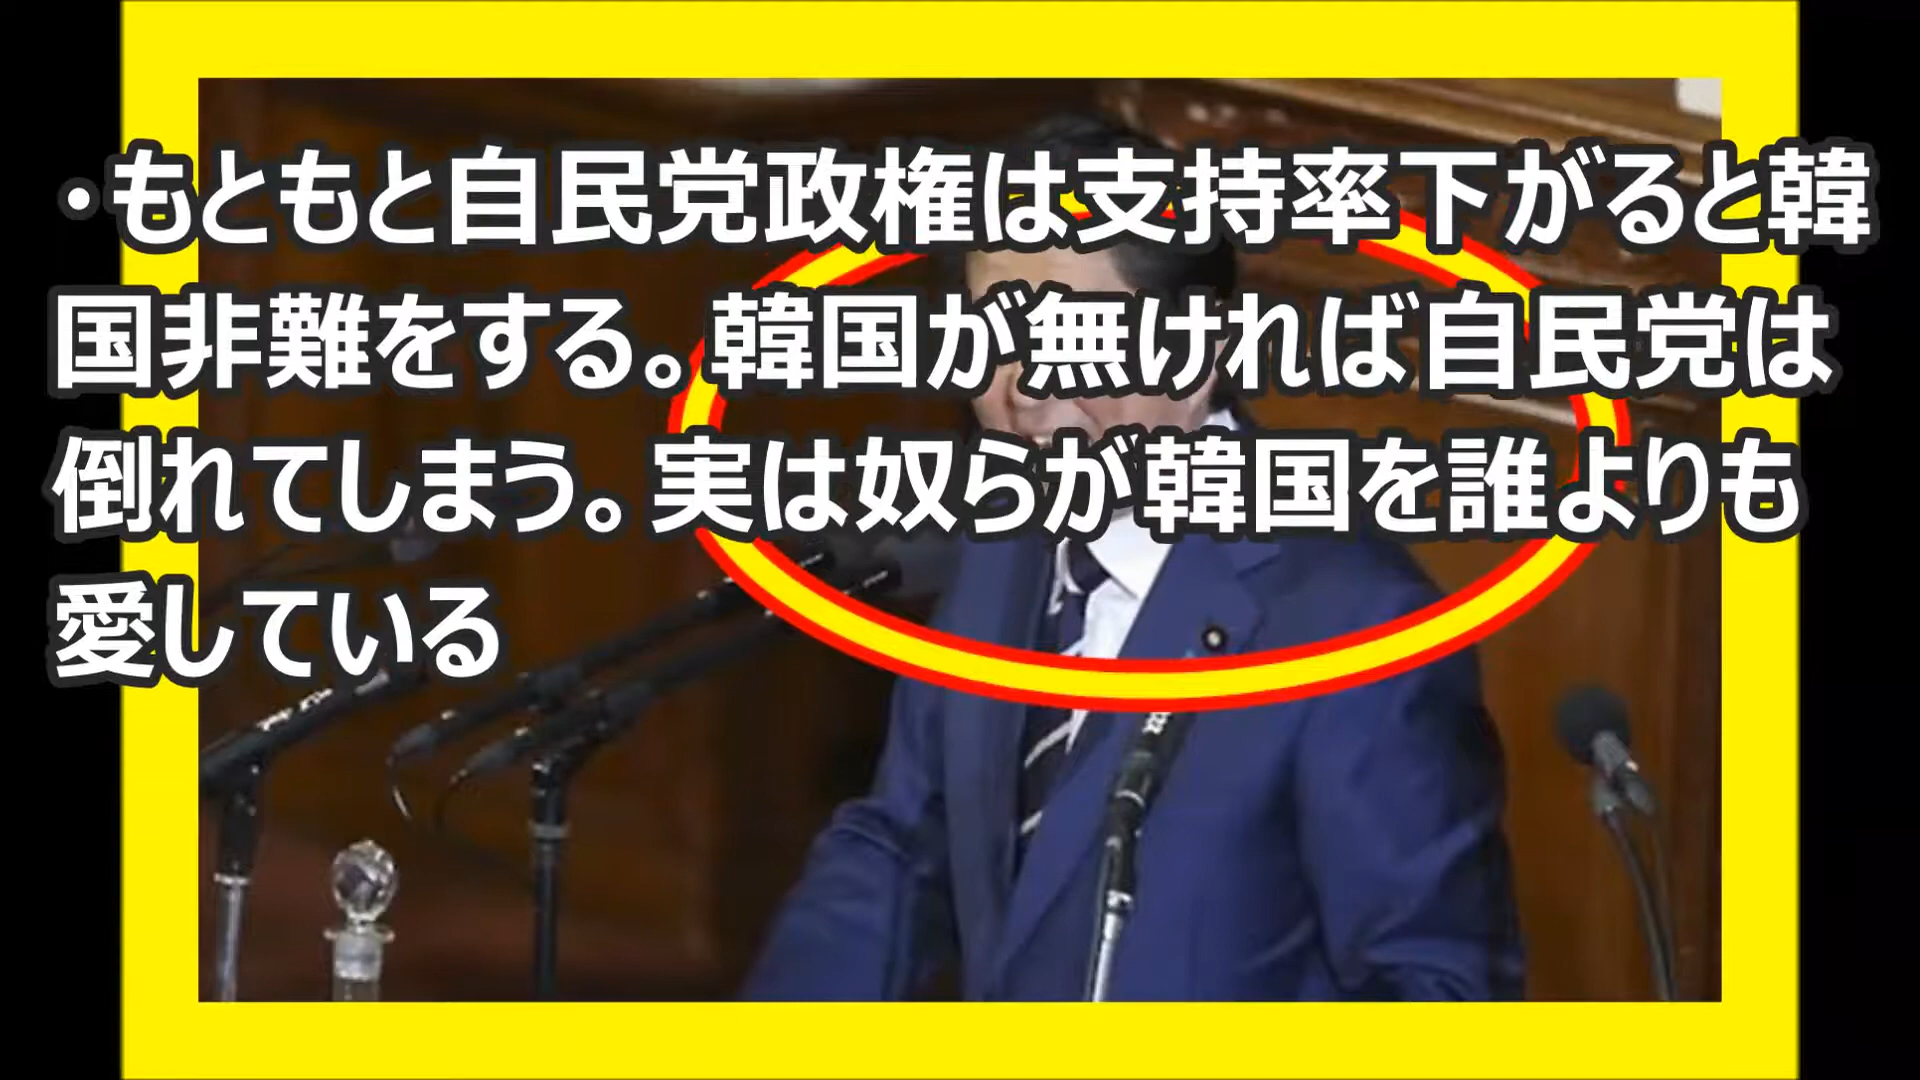 ・もともと自民党政権は支持率下がると韓
国非難をする。韓国が無ければ自民党は
倒れてしまう。実は奴らが韓国を誰よりも
愛している